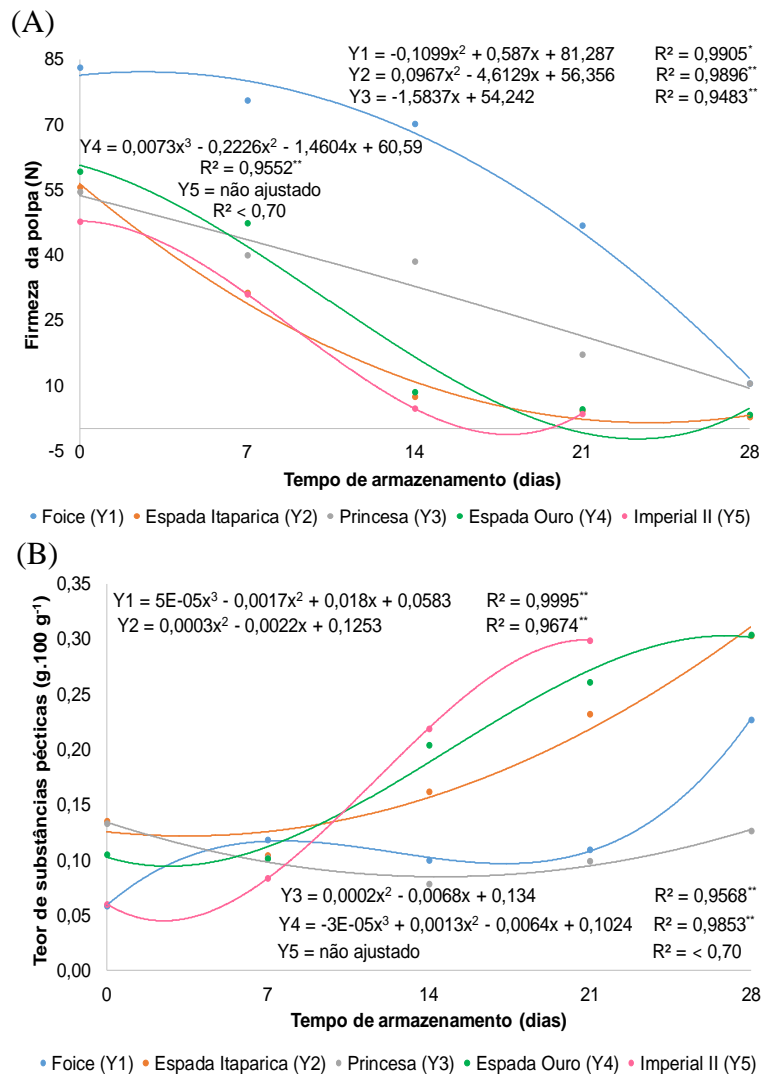 (A)
85
70
55
40
25
10
-5
Firmeza da polpa (N)
Y1 = -0,1099x² + 0,587x + 81,287 R² = 0,9905*
Y2 = 0,0967x² - 4,6129x + 56,356 R² = 0,9896**
Y3 = -1,5837x + 54,242 R² = 0,9483**
Y4 = 0,0073x³ - 0,2226x² - 1,4604x + 60,59
R² = 0,9552**
Y5 = não ajustado
R² < 0,70
0 7 14 21 28
Tempo de armazenamento (dias)
Foice (Y1) Espada Itaparica (Y2) Princesa (Y3) Espada Ouro (Y4) Imperial II (Y5)
(B)
0,35
0,30
0,25
0,20
0,15
0,10
0,05
0,00
Teor de substâncias pécticas (g.100 g⁻¹)
Y1 = 5E-05x³ - 0,0017x² + 0,018x + 0,0583 R² = 0,9995**
Y2 = 0,0003x² - 0,0022x + 0,1253 R² = 0,9674**
Y3 = 0,0002x² - 0,0068x + 0,134 R² = 0,9568**
Y4 = -3E-05x³ + 0,0013x² - 0,0064x + 0,1024 R² = 0,9853**
Y5 = não ajustado R² = < 0,70
0 7 14 21 28
Tempo de armazenamento (dias)
Foice (Y1) Espada Itaparica (Y2) Princesa (Y3) Espada Ouro (Y4) Imperial II (Y5)